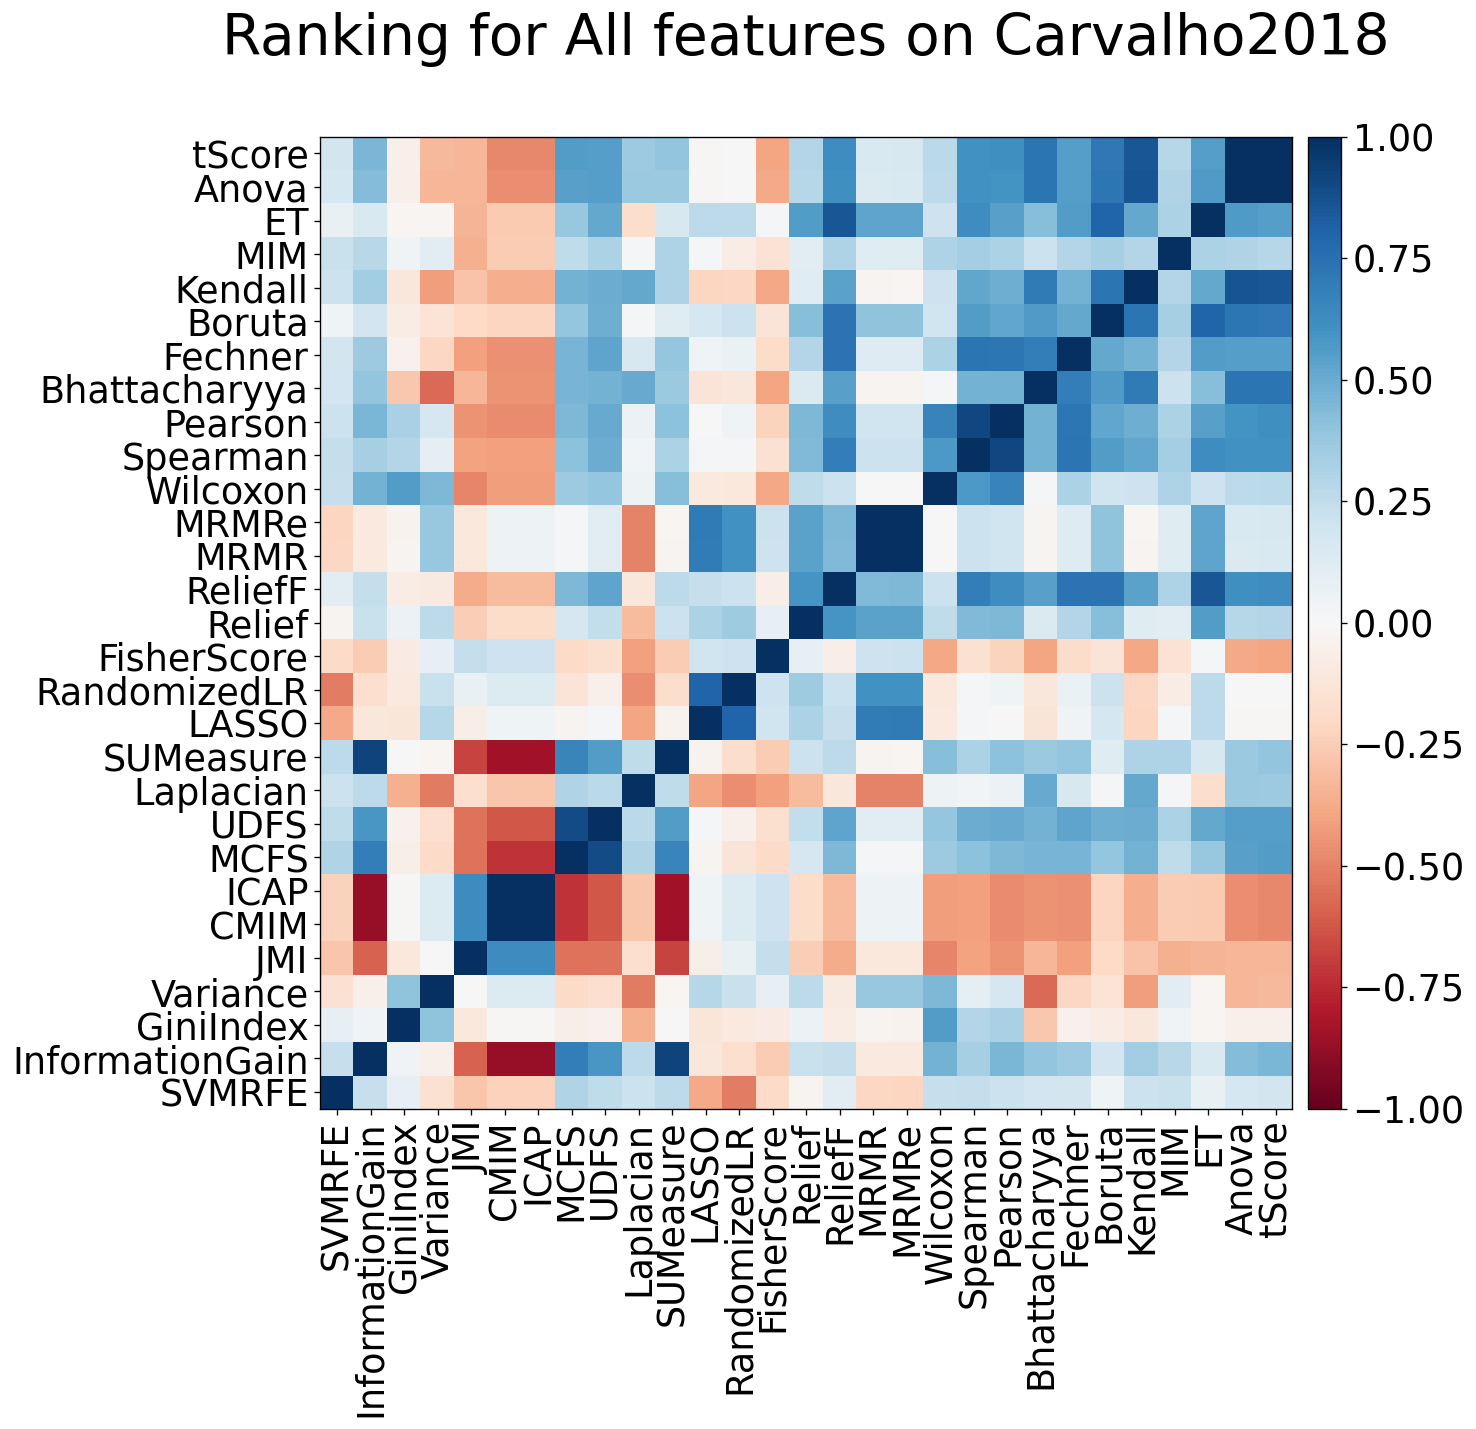 Ranking for All features on Carvalho2018
tScore
Anova
ET
MIM
Kendall
Boruta
Fechner
Bhattacharyya
Pearson
Spearman
Wilcoxon
MRMRe
MRMR
ReliefF
Relief
FisherScore
RandomizedLR
LASSO
SUMeasure
Laplacian
UDFS
MCFS
ICAP
CMIM
JMI
Variance
GiniIndex
InformationGain
SVMRFE
SVMRFE
InformationGain
GiniIndex
Variance
JMI
CMIM
ICAP
MCFS
UDFS
Laplacian
SUMeasure
LASSO
RandomizedLR
FisherScore
Relief
ReliefF
MRMR
MRMRe
Wilcoxon
Spearman
Pearson
Bhattacharyya
Fechner
Boruta
Kendall
MIM
ET
Anova
tScore
1.00
0.75
0.50
0.25
0.00
−0.25
−0.50
−0.75
−1.00